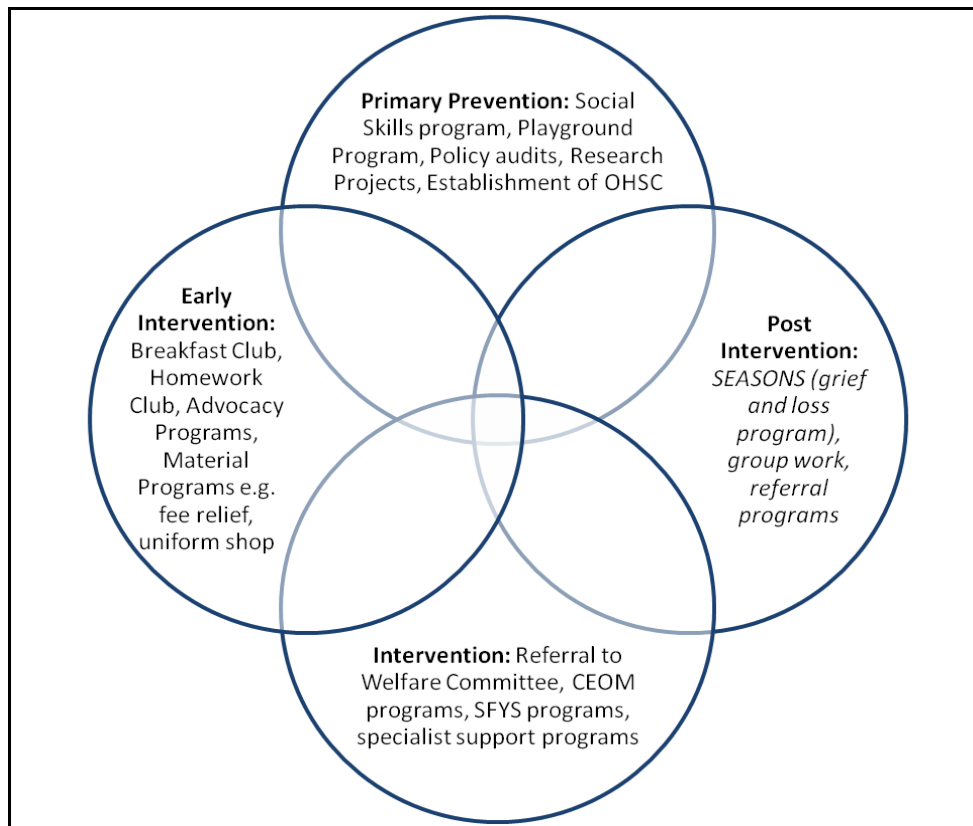 Primary Prevention: Social
Skills program, Playground
Program, Policy audits, Research
Projects, Establishment of OHSC
Early
Intervention:
Breakfast Club,
Homework
Club, Advocacy
Programs,
Material
Programs e.g.
fee relief,
uniform shop
Post
Intervention:
SEASONS (grief
and loss
program),
group work,
referral
programs
Intervention: Referral to
Welfare Committee, CEOM
programs, SFYS programs,
specialist support programs